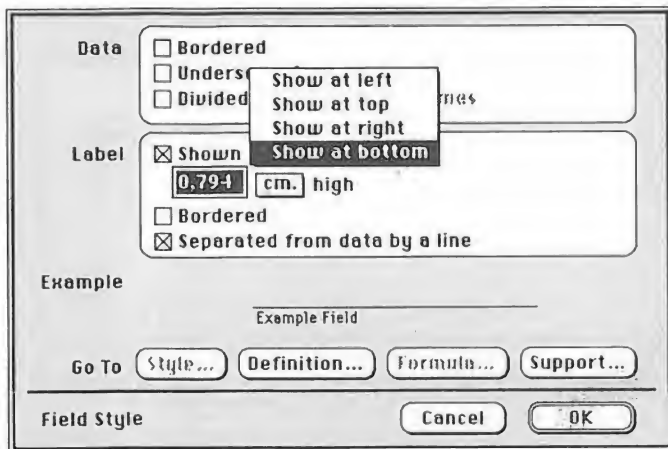 Data
Bordered
Unders
Divided
Show at left
Show at top
Show at right
Show at bottom
Label
Shown
0,794 cm. high
Bordered
Separated from data by a line
Example
Example Field
Go To Style... Definition... Formula... Support...
Field Style Cancel OK